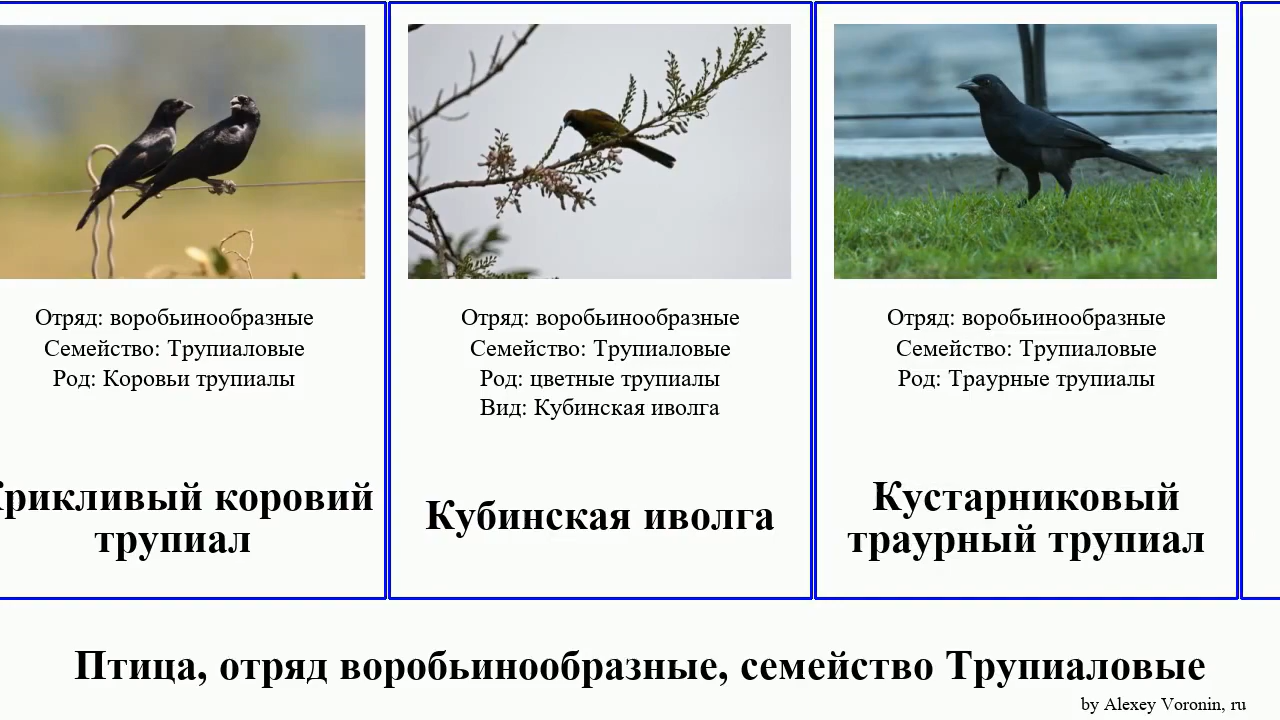 Отряд: воробьинообразные
Семейство: Трупиаловые
Род: Коровьи трупиалы
Крикливый коровий
трупиал
Отряд: воробьинообразные
Семейство: Трупиаловые
Род: цветные трупиалы
Вид: Кубинская иволга
Кубинская иволга
Отряд: воробьинообразные
Семейство: Трупиаловые
Род: Траурные трупиалы
Кустарниковый
траурный трупиал
Птица, отряд воробьинообразные, семейство Трупиаловые
by Alexey Voronin, ru